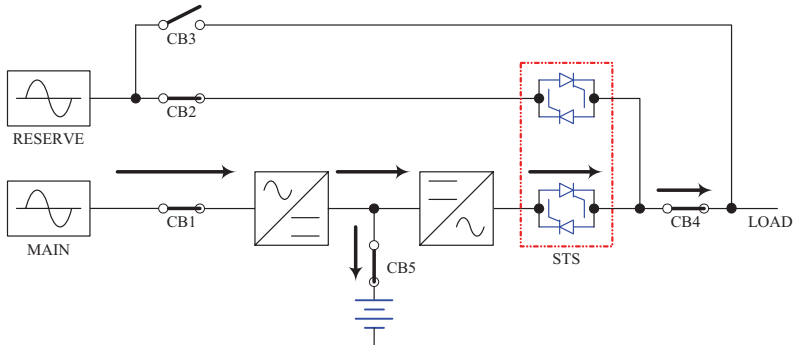 CB3
CB2
RESERVE
CB1
CB4
LOAD
MAIN
CB5
STS